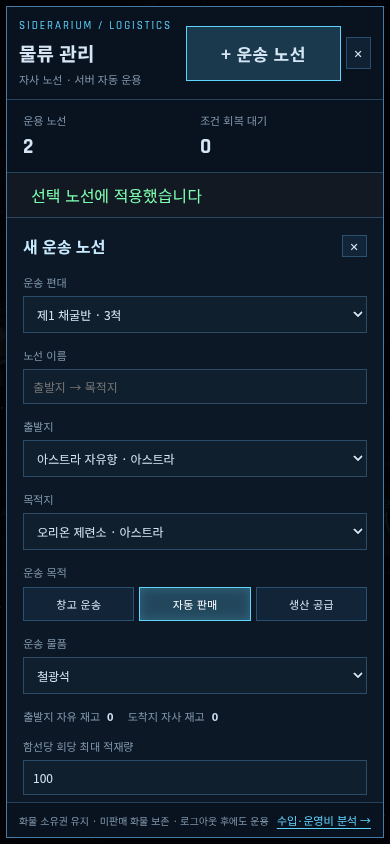 SIDERARIUM / LOGISTICS
물류 관리
자사 노선 · 서버 자동 운용
+ 운송 노선
×
운용 노선
조건 회복 대기
2
0
선택 노선에 적용했습니다
새 운송 노선
×
운송 편대
제1 채굴반 · 3척
노선 이름
출발지 → 목적지
출발지
아스트라 자유항 · 아스트라
목적지
오리온 제련소 · 아스트라
운송 목적
창고 운송
자동 판매
생산 공급
운송 물품
철광석
출발지 자유 재고 0 도착지 자사 재고 0
함선당 회당 최대 적재량
100
화물 소유권 유지 · 미판매 화물 보존 · 로그아웃 후에도 운용
수입·운영비 분석 →